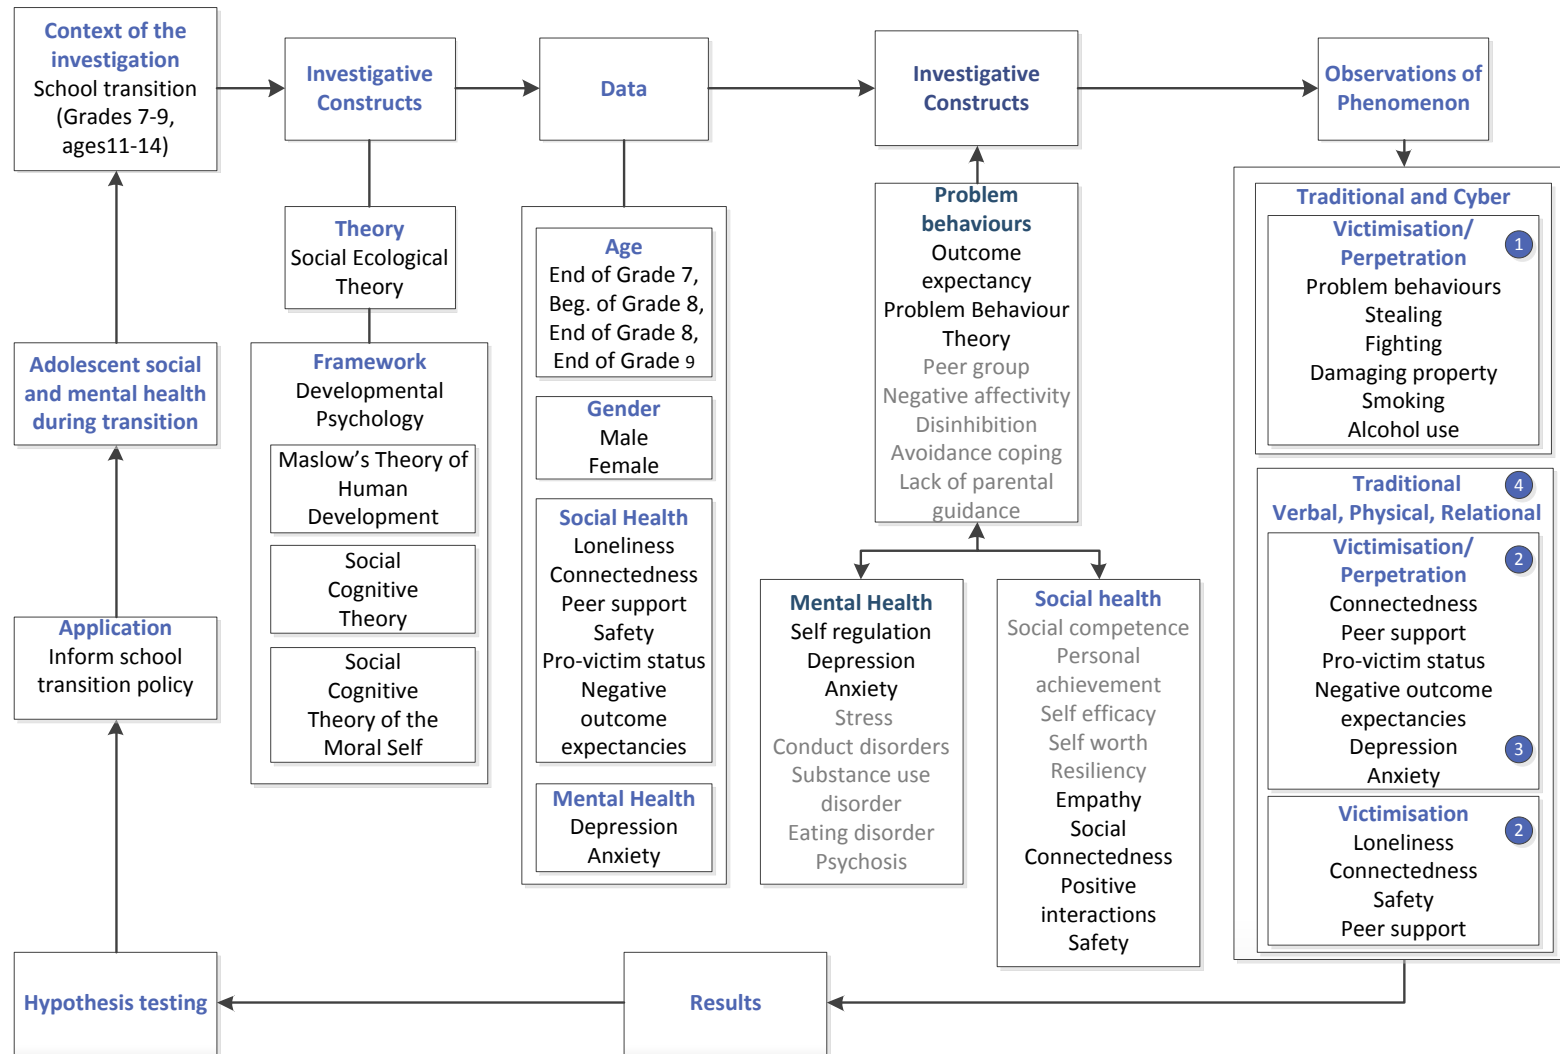 Context of the
investigation
School transition
(Grades 7-9,
ages11-14)
Investigative
Constructs
Data
Investigative
Constructs
Observations of
Phenomenon
Theory
Social Ecological
Theory
Framework
Developmental
Psychology
Maslow's Theory of
Human
Development
Social
Cognitive
Theory
Social
Cognitive
Theory of the
Moral Self
Age
End of Grade 7,
Beg. of Grade 8,
End of Grade 8,
End of Grade 9
Gender
Male
Female
Social Health
Loneliness
Connectedness
Peer support
Safety
Pro-victim status
Negative
outcome
expectancies
Mental Health
Depression
Anxiety
Problem
behaviours
Outcome
expectancy
Problem Behaviour
Theory
Peer group
Negative affectivity
Disinhibition
Avoidance coping
Lack of parental
guidance
Mental Health
Self regulation
Depression
Anxiety
Stress
Conduct disorders
Substance use
disorder
Eating disorder
Psychosis
Social health
Social competence
Personal
achievement
Self efficacy
Self worth
Resiliency
Empathy
Social
Connectedness
Positive
interactions
Safety
Traditional and Cyber
Victimisation/
Perpetration
1
Problem behaviours
Stealing
Fighting
Damaging property
Smoking
Alcohol use
Traditional
4
Verbal, Physical, Relational
Victimisation/
Perpetration
2
Connectedness
Peer support
Pro-victim status
Negative outcome
expectancies
Depression
3
Anxiety
Victimisation
2
Loneliness
Connectedness
Safety
Peer support
Results
Hypothesis testing
Application
Inform school
transition policy
Adolescent social
and mental health
during transition